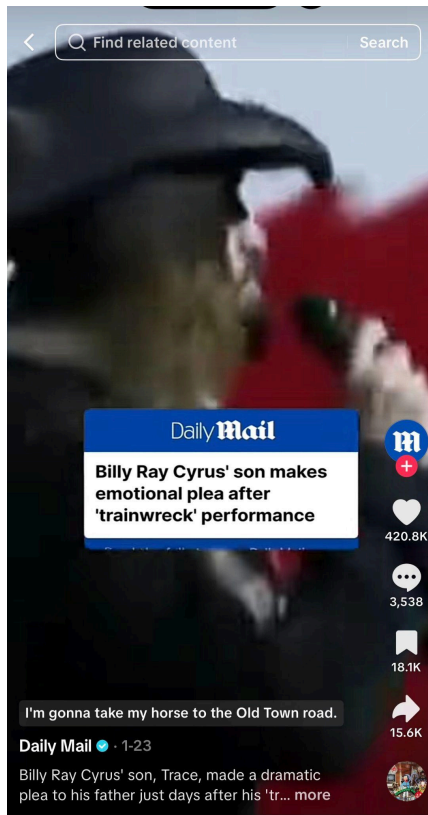 Find related content Search
Daily Mail
Billy Ray Cyrus' son makes
emotional plea after
'trainwreck' performance
420.8K
3,538
18.1K
I'm gonna take my horse to the Old Town road.
15.6K
Daily Mail · 1-23
Billy Ray Cyrus' son, Trace, made a dramatic
plea to his father just days after his 'tr... more